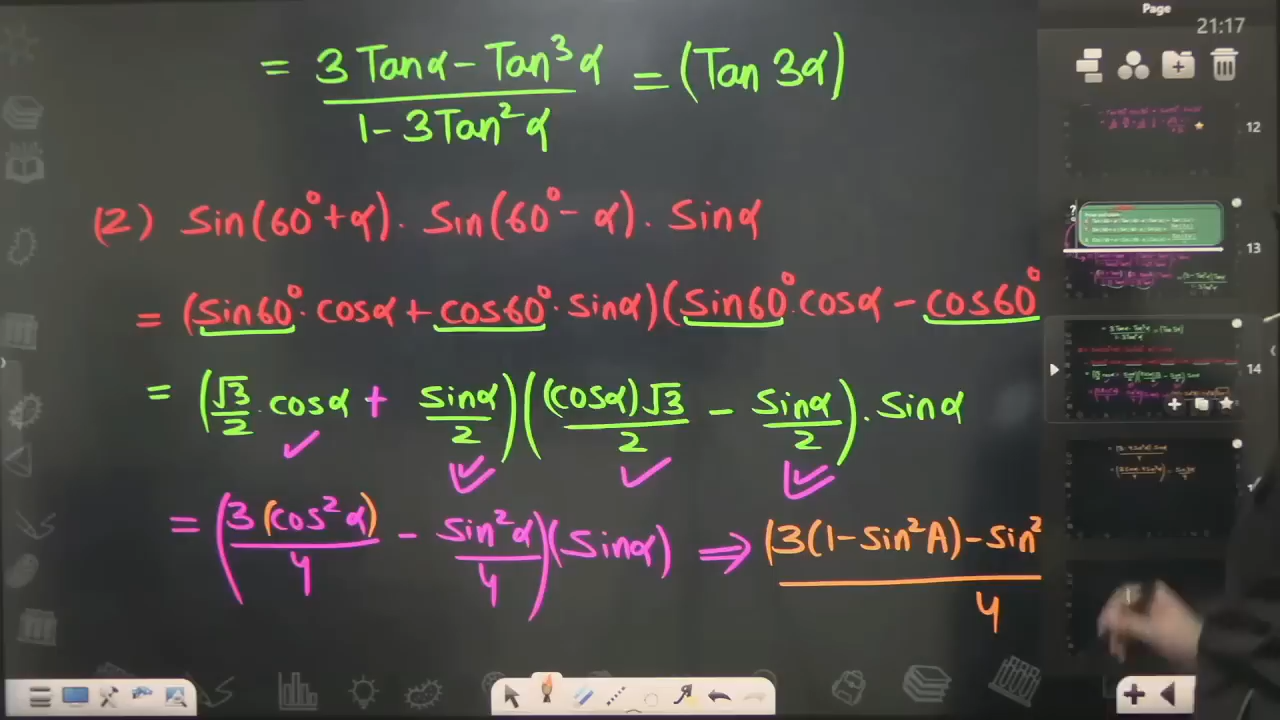 Page
21:17
= (3 Tanα - Tan³α)/(1 - 3Tan²α) = (Tan 3α)
12
(2) Sin(60°+α). Sin(60°-α). Sinα
13
= (Sin60°. cosα + cos60°. sinα)(Sin60°. cosα - cos60°
14
= (√3/2. cosα + sinα/2)((cosα)√3/2 - sinα/2). Sinα
= (3(cos²α)/4 - sin²α/4)(Sinα) ⇒ (3(1-sin²A)-sin²/4